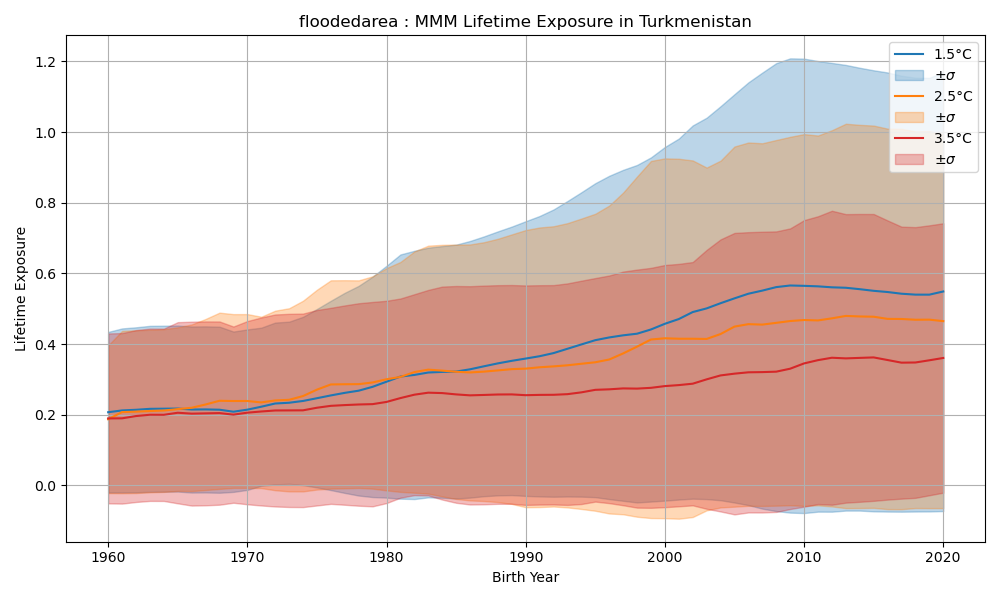 floodedarea : MMM Lifetime Exposure in Turkmenistan
Lifetime Exposure
1.2
1.0
0.8
0.6
0.4
0.2
0.0
1.5°C
±σ
2.5°C
±σ
3.5°C
±σ
1960 1970 1980 1990 2000 2010 2020
Birth Year